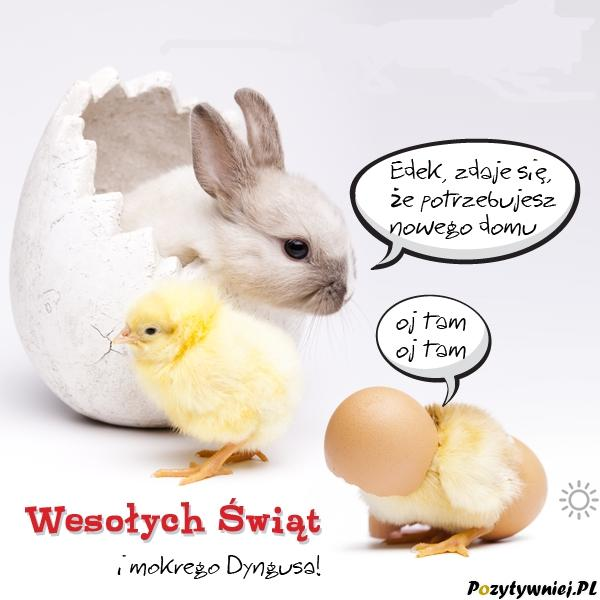 Edek, zdaje się,
że potrzebujesz
nowego domu
oj tam
oj tam
Wesołych Świąt
i mokrego Dyngusa!
Pozytywniej.PL